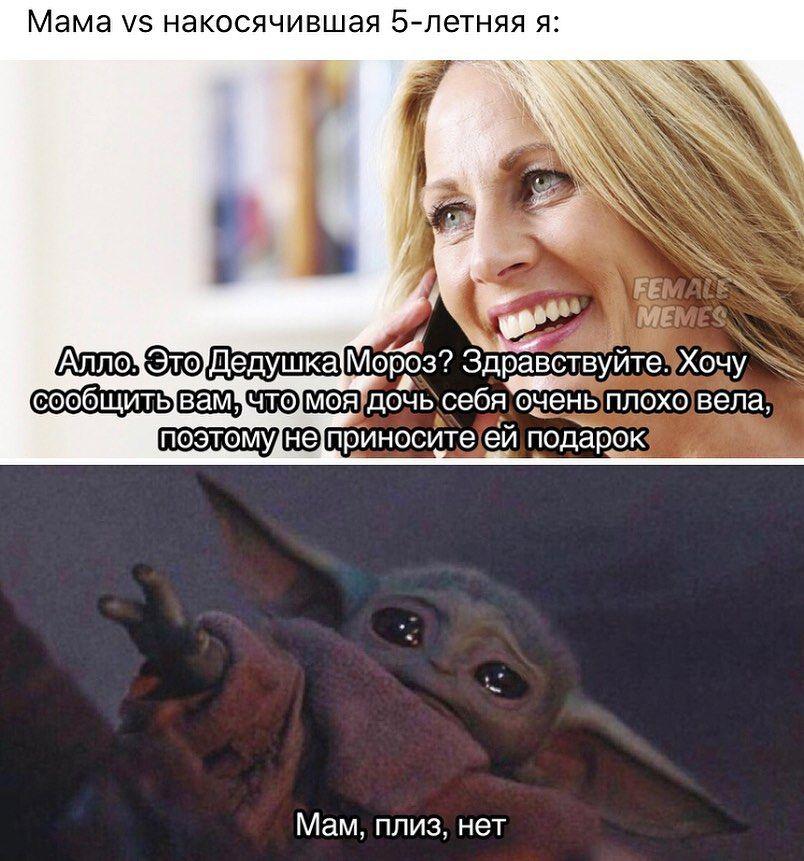 Мама vs накосячившая 5-летняя я:
FEMALE
MEMES
Алло. Это Дедушка Мороз? Здравствуйте. Хочу
сообщить вам, что моя дочь себя очень плохо вела,
поэтому не приносите ей подарок
Мам, плиз, нет